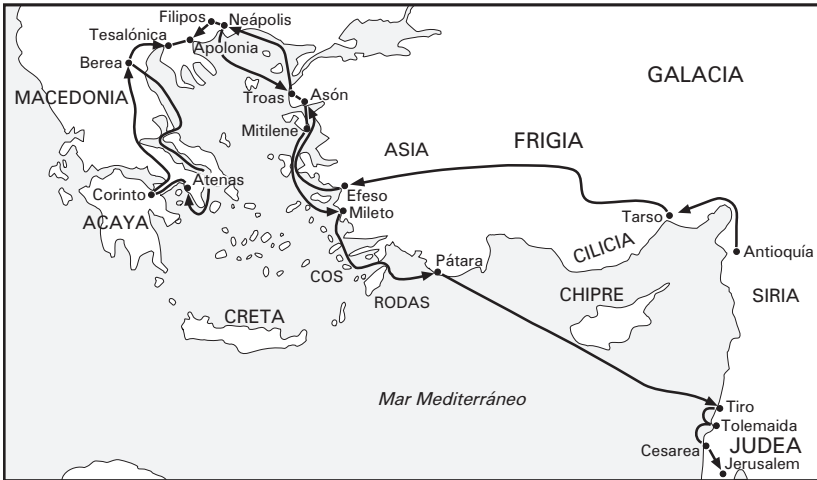 Filipos
Neápolis
Tesalónica
Apolonia
Berea
GALACIA
MACEDONIA
Troas
Asón
Mitilene
ASIA
FRIGIA
Atenas
Corinto
Efeso
Mileto
ACAYA
Tarso
CILICIA
Antioquía
Pátara
COS
RODAS
CHIPRE
SIRIA
CRETA
Mar Mediterráneo
Tiro
Tolemaida
Cesarea
JUDEA
Jerusalem